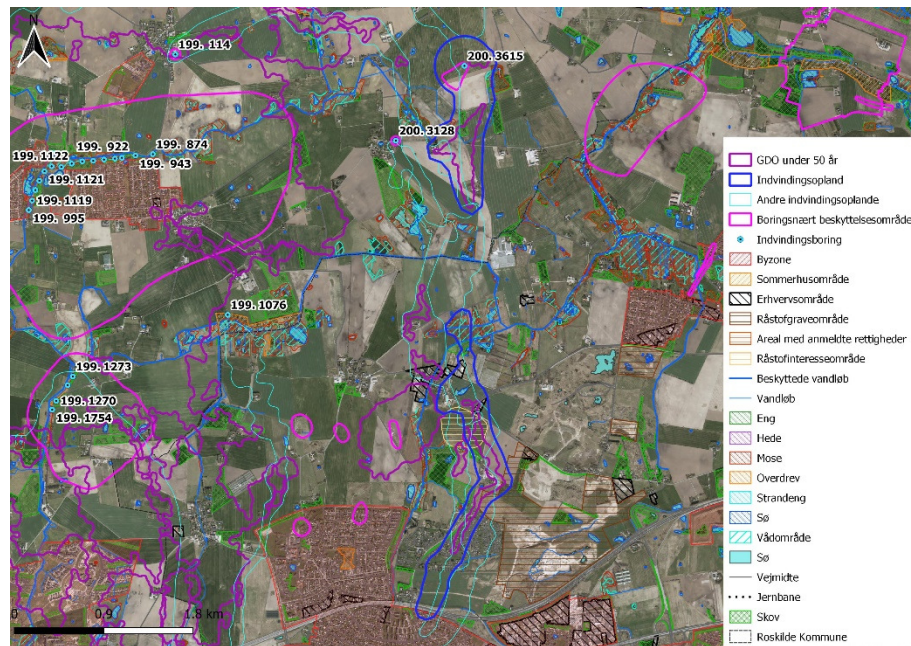 N
199. 114
200. 3615
200. 3128
199. 922
199. 874
199. 1122
199. 943
199. 1121
199. 1119
199. 995
199. 1076
199. 1273
199. 1270
199. 1754
0
0.9
1.8 km
GDO under 50 år
Indvindingsopland
Andre indvindingsoplande
Boringsnært beskyttelsesområde
Indvindingsboring
Byzone
Sommerhusområde
Erhvervsområde
Råstofgraveområde
Areal med anmeldte rettigheder
Råstofinteresseområde
Beskyttede vandløb
Vandløb
Eng
Hede
Mose
Overdrev
Strandeng
Sø
Vådområde
Sø
Vejmidte
Jernbane
Skov
Roskilde Kommune